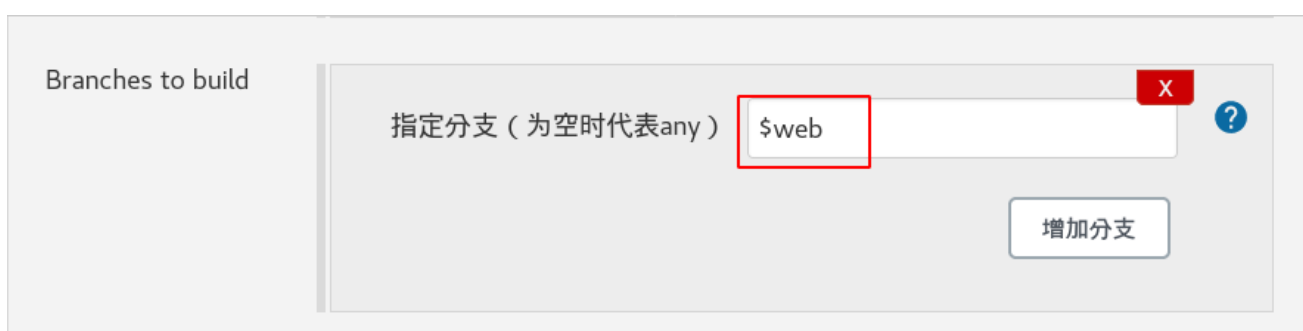 Branches to build
X
指定分支（为空时代表any）
$web
?
增加分支